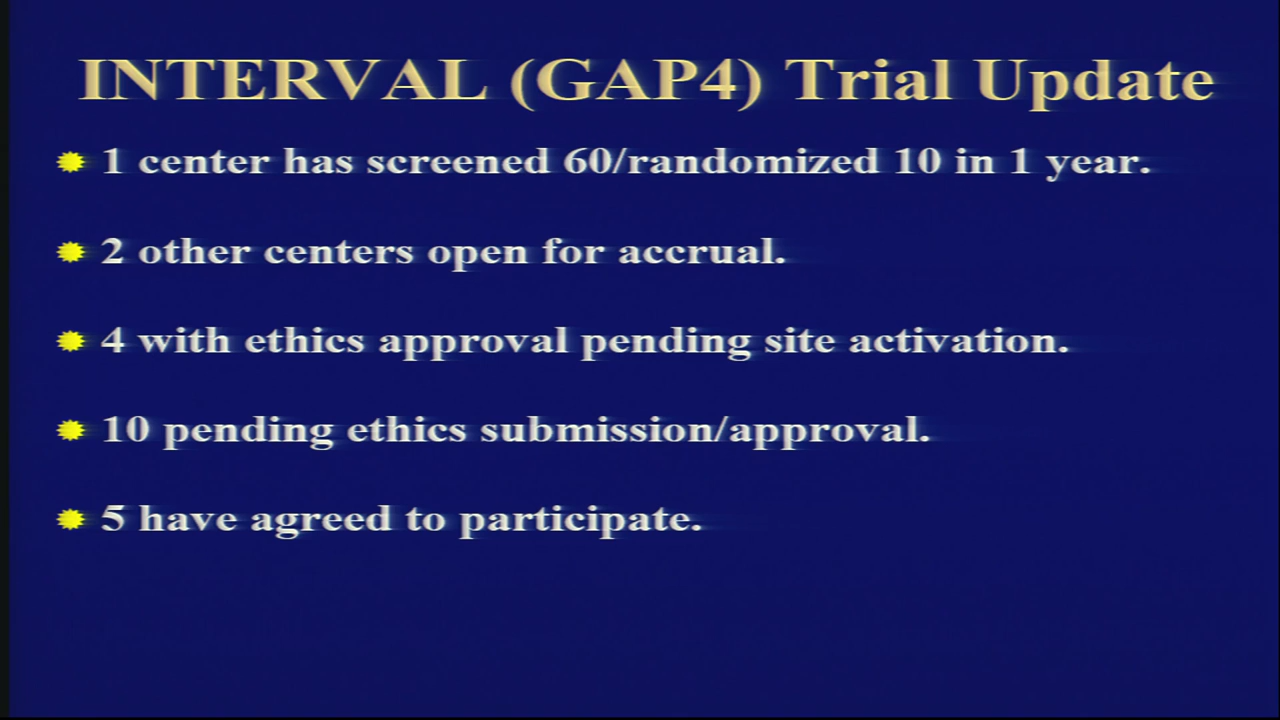 INTERVAL (GAP4) Trial Update
1 center has screened 60/randomized 10 in 1 year.
2 other centers open for accrual.
4 with ethics approval pending site activation.
10 pending ethics submission/approval.
5 have agreed to participate.